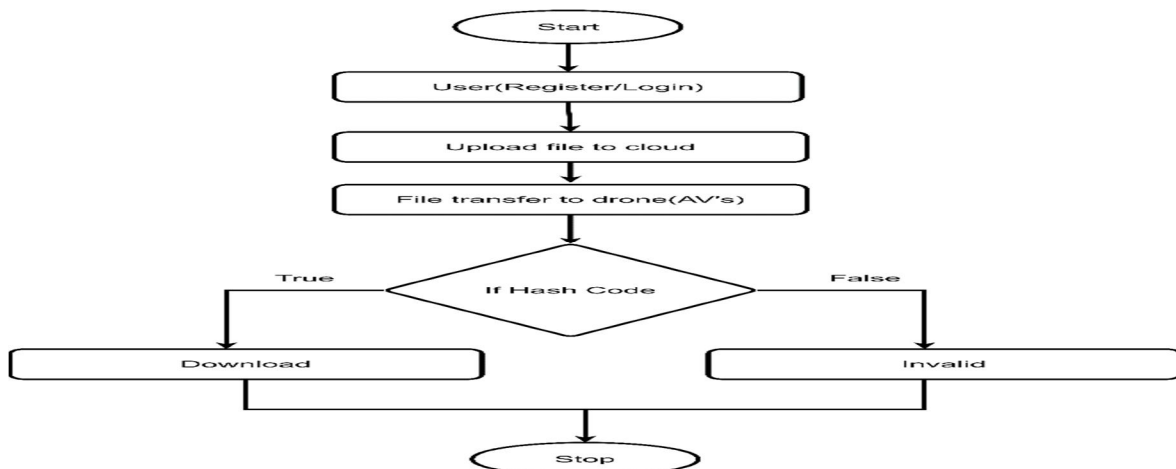 Start
User(Register/Login)
Upload file to cloud
File transfer to drone(AV's)
True
If Hash Code
False
Download
Invalid
Stop